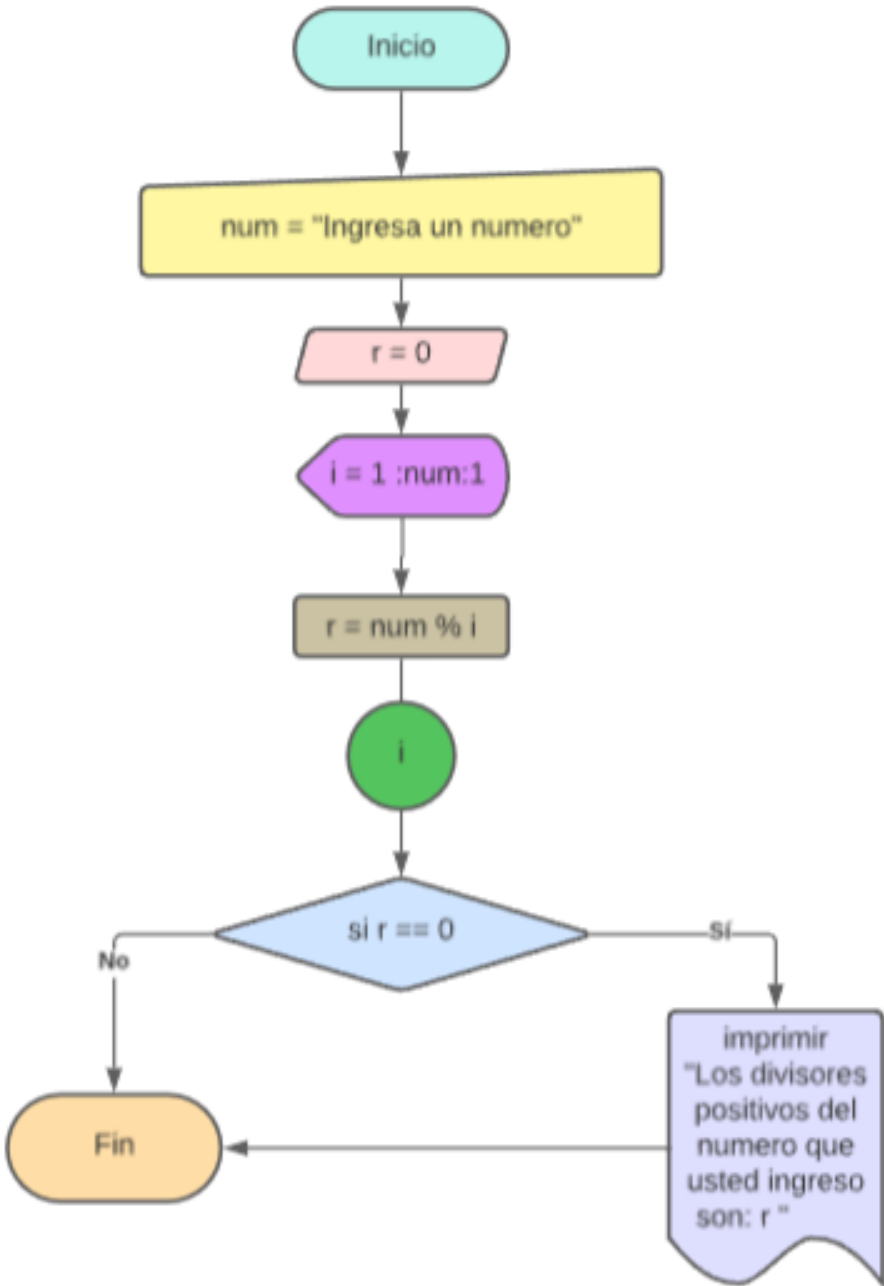 Inicio
num = "Ingresa un numero"
r = 0
i = 1 :num:1
r = num % i
i
si r == 0
No
Sí
imprimir
"Los divisores
positivos del
numero que
usted ingreso
son: r "
Fin